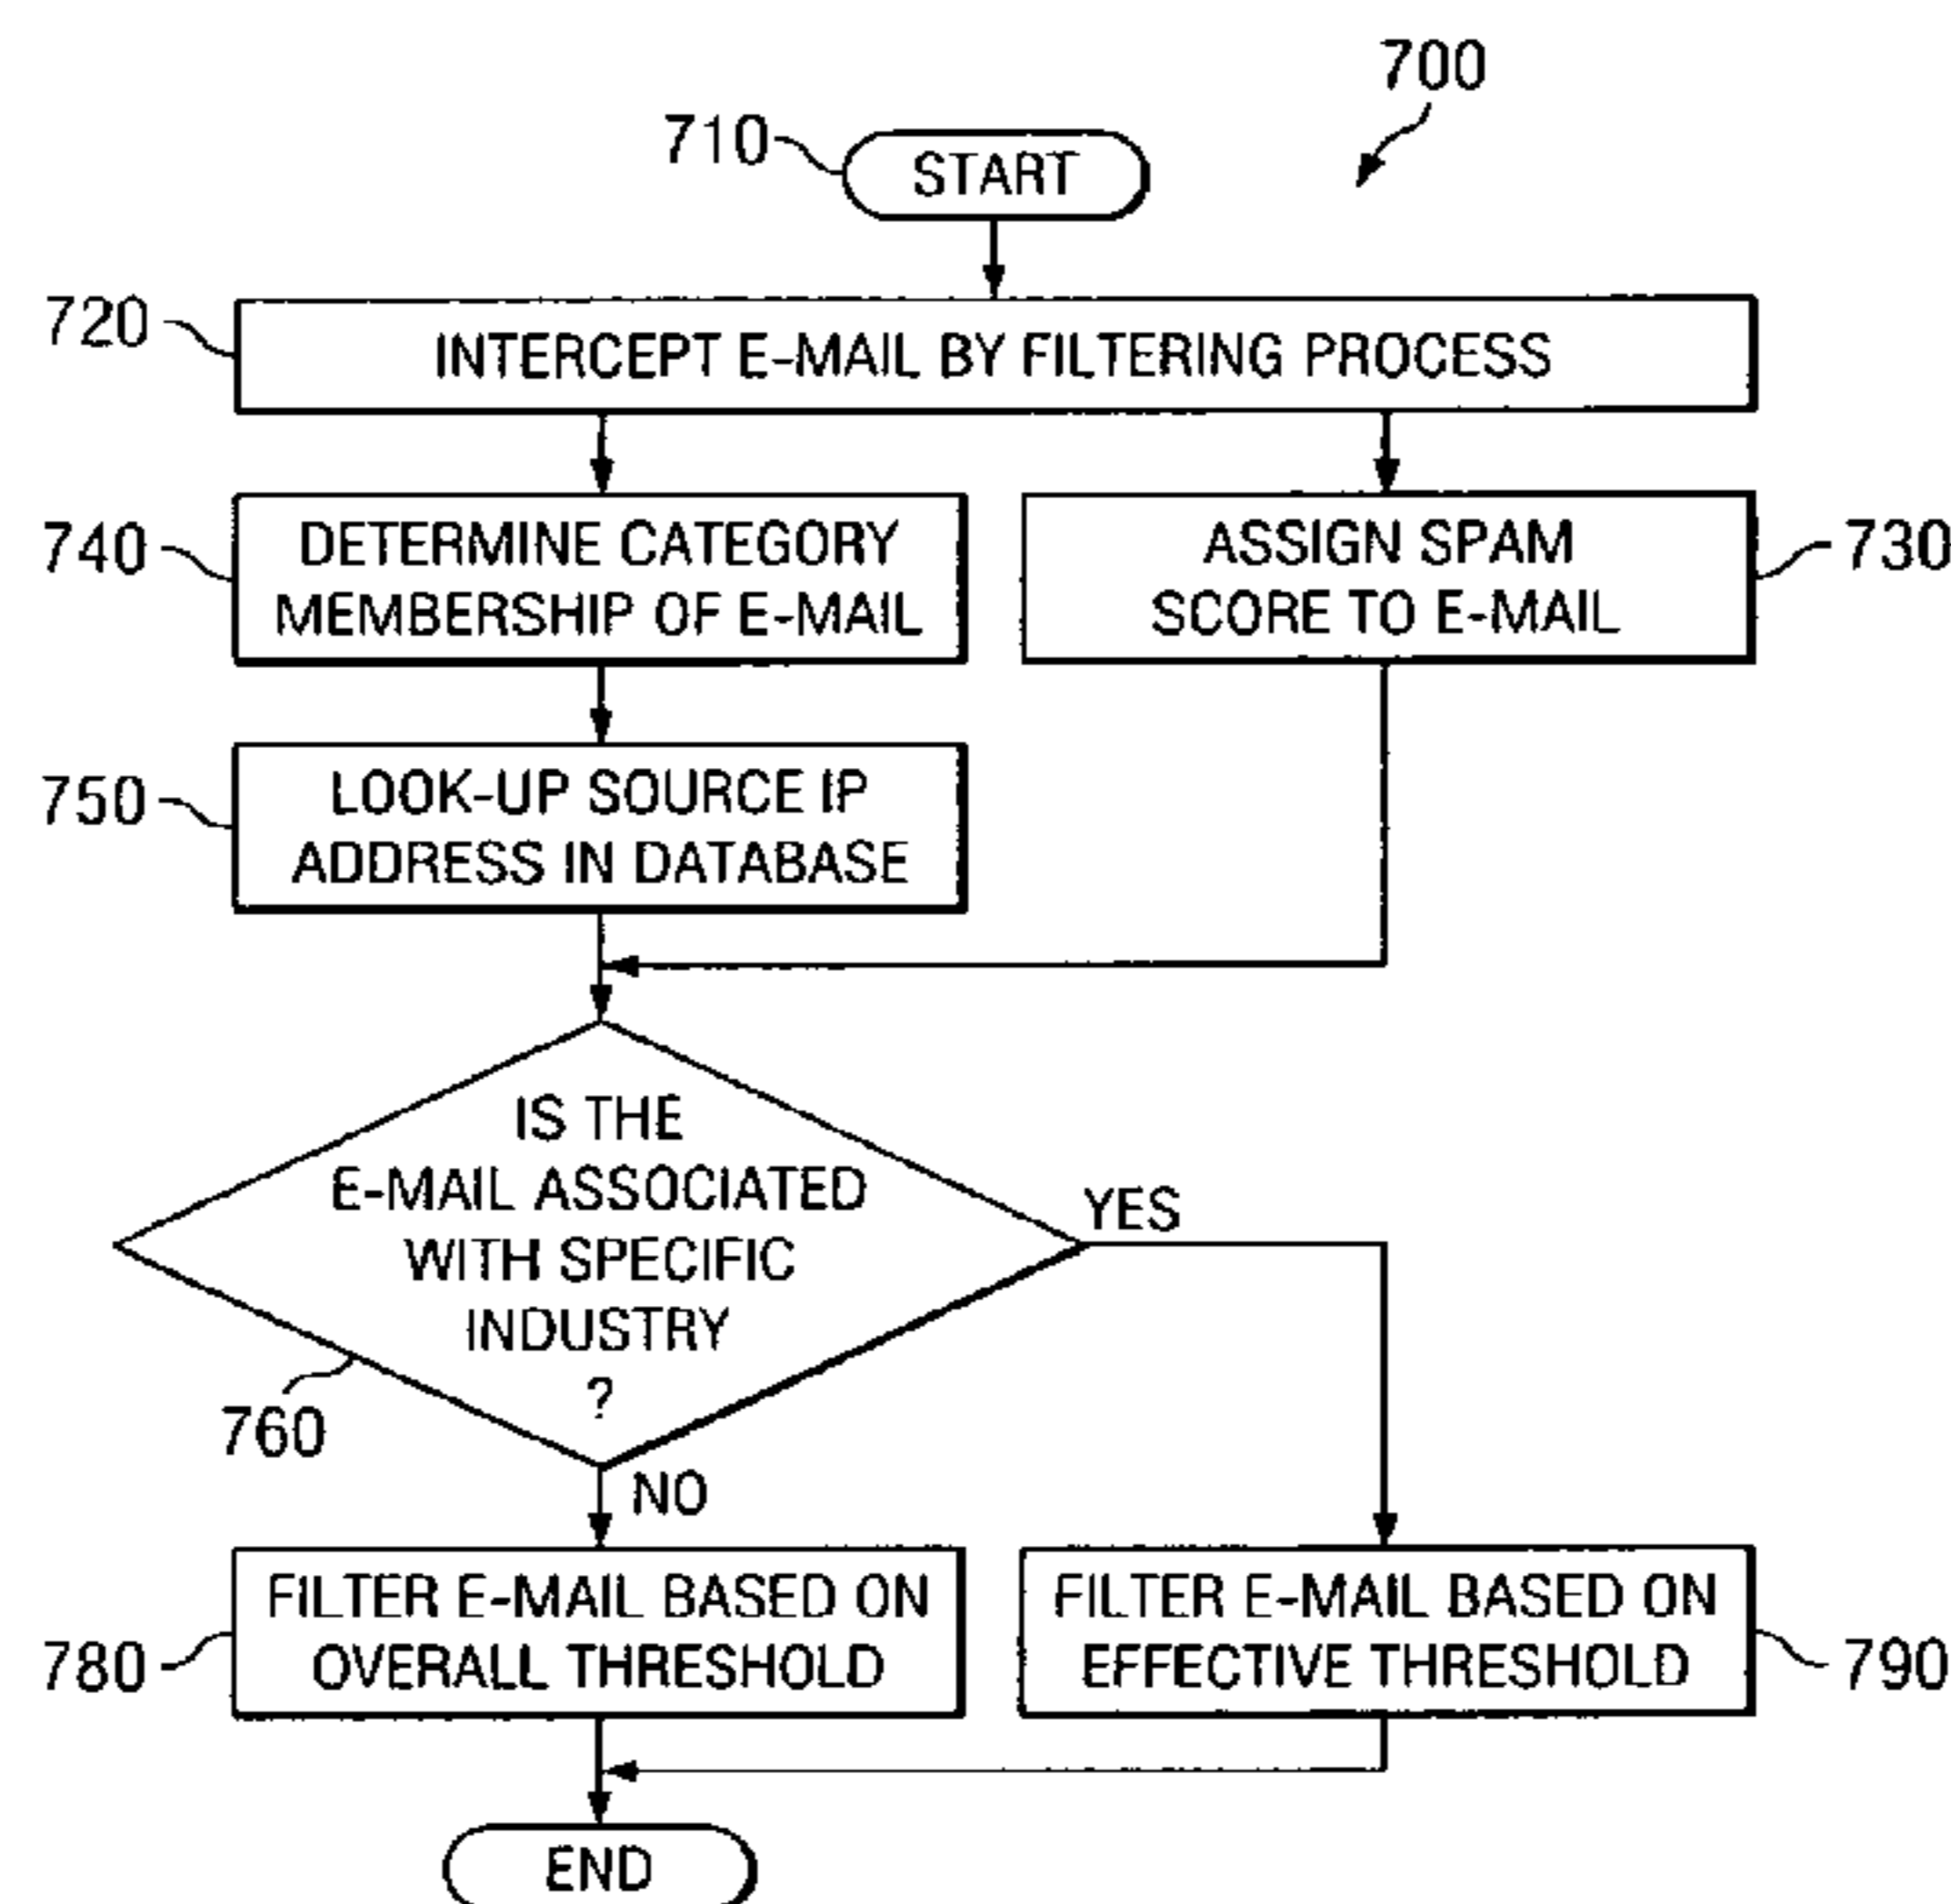 700
710
START
720
INTERCEPT E-MAIL BY FILTERING PROCESS
740
DETERMINE CATEGORY
MEMBERSHIP OF E-MAIL
ASSIGN SPAM
SCORE TO E-MAIL
730
750
LOOK-UP SOURCE IP
ADDRESS IN DATABASE
IS THE
E-MAIL ASSOCIATED
WITH SPECIFIC
INDUSTRY
?
YES
760
NO
780
FILTER E-MAIL BASED ON
OVERALL THRESHOLD
FILTER E-MAIL BASED ON
EFFECTIVE THRESHOLD
790
END